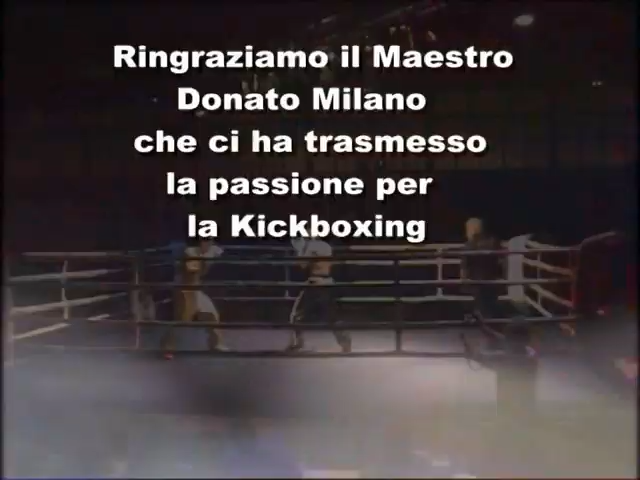 Ringraziamo il Maestro
Donato Milano
che ci ha trasmesso
la passione per
la Kickboxing